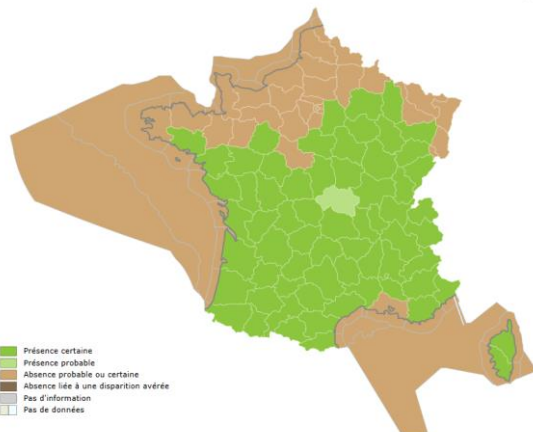 Présence certaine
Présence probable
Absence probable ou certaine
Absence liée à une disparition avérée
Pas d'information
Pas de données